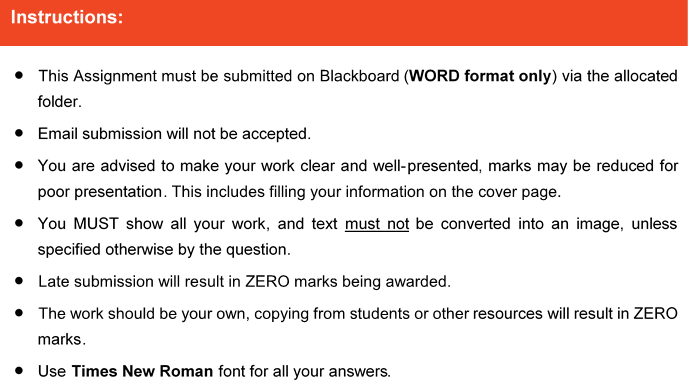 Instructions:
● This Assignment must be submitted on Blackboard (WORD format only) via the allocated
folder.
● Email submission will not be accepted.
● You are advised to make your work clear and well-presented, marks may be reduced for
poor presentation. This includes filling your information on the cover page.
● You MUST show all your work, and text must not be converted into an image, unless
specified otherwise by the question.
● Late submission will result in ZERO marks being awarded.
● The work should be your own, copying from students or other resources will result in ZERO
marks.
● Use Times New Roman font for all your answers.